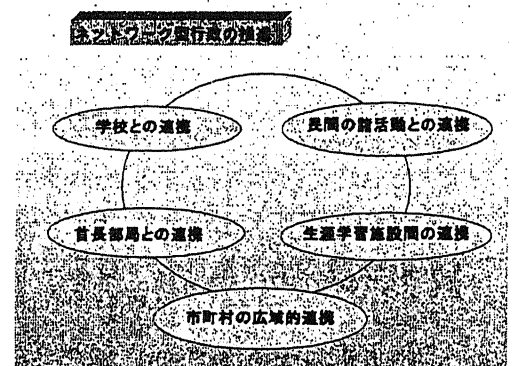 ネットワーク型行政の推進
学校との連携
民間の諸活動との連携
首長部局との連携
生涯学習施設間の連携
市町村の広域的連携